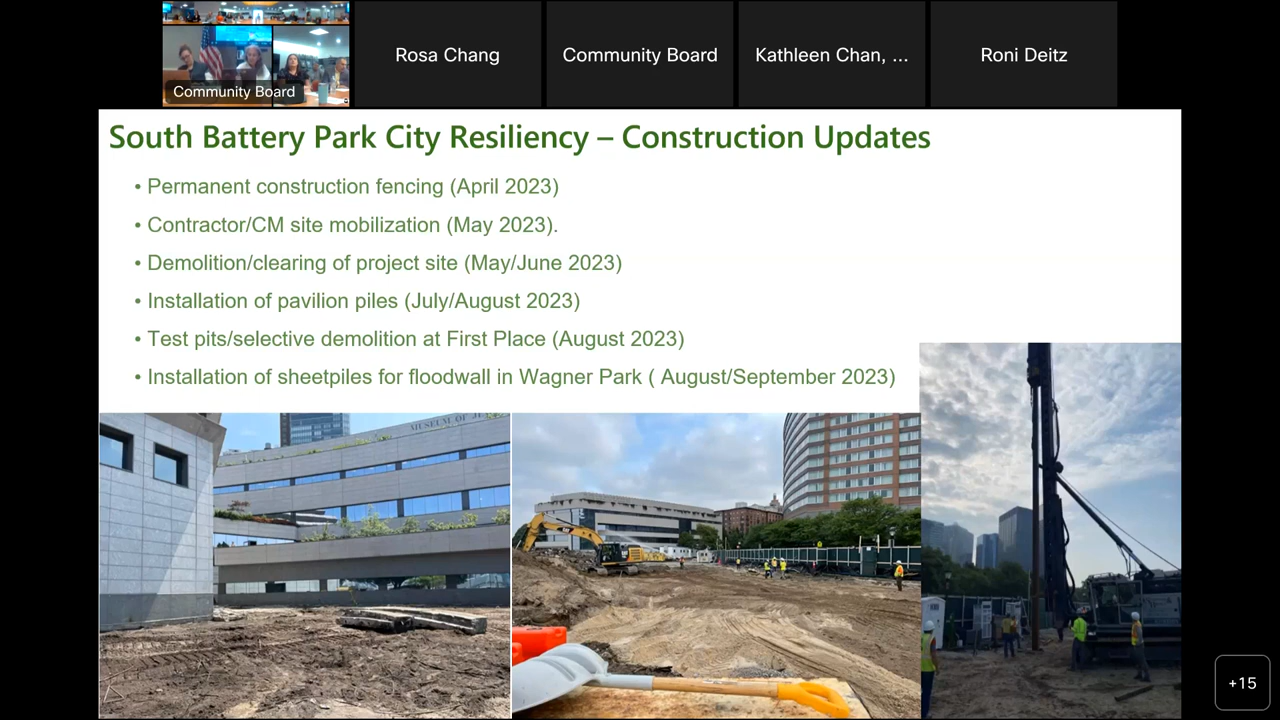 Community Board
Rosa Chang
Community Board
Kathleen Chan, ...
Roni Deitz
South Battery Park City Resiliency – Construction Updates
• Permanent construction fencing (April 2023)
• Contractor/CM site mobilization (May 2023).
• Demolition/clearing of project site (May/June 2023)
• Installation of pavilion piles (July/August 2023)
• Test pits/selective demolition at First Place (August 2023)
• Installation of sheetpiles for floodwall in Wagner Park ( August/September 2023)
MUSEUM OF
CAT
+15